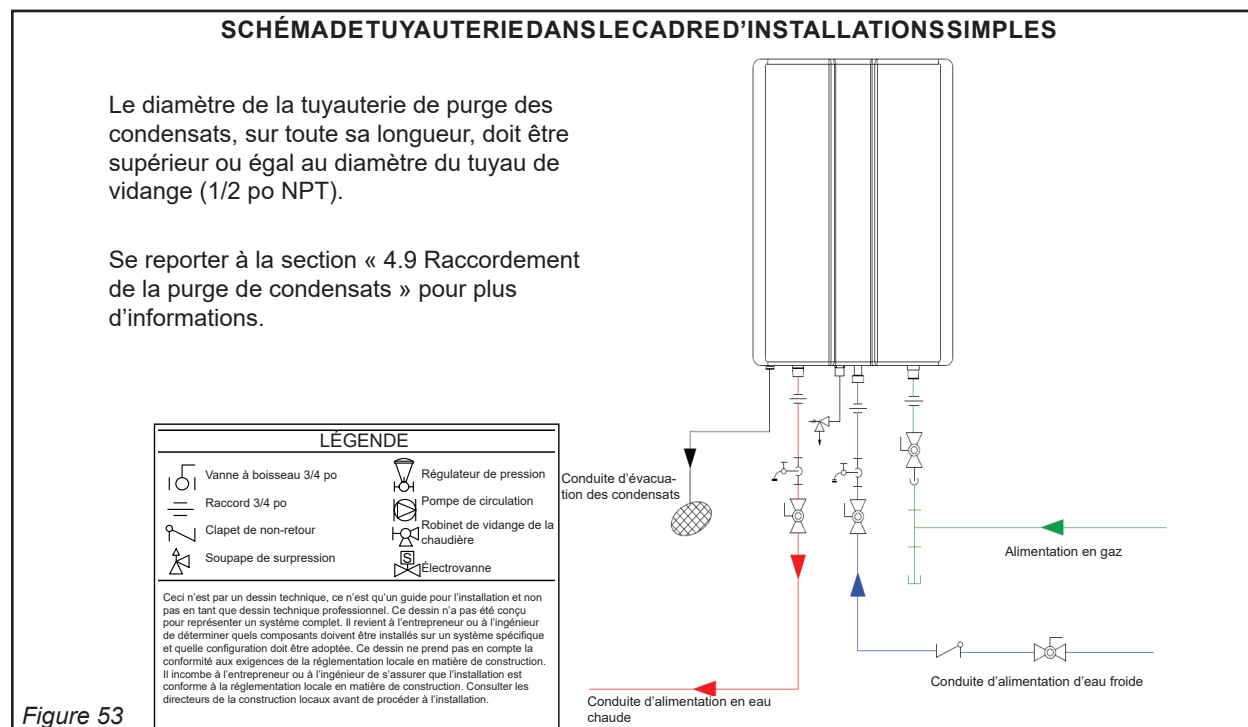 SCHÉMA DE TUYAUTERIE DANS LE CADRE D’INSTALLATIONS SIMPLES
Le diamètre de la tuyauterie de purge des
condensats, sur toute sa longueur, doit être
supérieur ou égal au diamètre du tuyau de
vidange (1/2 po NPT).
Se reporter à la section « 4.9 Raccordement
de la purge de condensats » pour plus
d’informations.
LÉGENDE
Vanne à boisseau 3/4 po
Raccord 3/4 po
Clapet de non-retour
Soupape de surpression
Régulateur de pression
Pompe de circulation
Robinet de vidange de la
chaudière
S
Électrovanne
Ceci n’est par un dessin technique, ce n’est qu’un guide pour l’installation et non
pas en tant que dessin technique professionnel. Ce dessin n’a pas été conçu
pour représenter un système complet. Il revient à l’entrepreneur ou à l’ingénieur
de déterminer quels composants doivent être installés sur un système spécifique
et quelle configuration doit être adoptée. Ce dessin ne prend pas en compte la
conformité aux exigences de la réglementation locale en matière de construction.
Il incombe à l’entrepreneur ou à l’ingénieur de s’assurer que l’installation est
conforme à la réglementation locale en matière de construction. Consulter les
directeurs de la construction locaux avant de procéder à l’installation.
Conduite d’évacua-
tion des condensats
Alimentation en gaz
Conduite d’alimentation d’eau froide
Conduite d’alimentation en eau
chaude
Figure 53